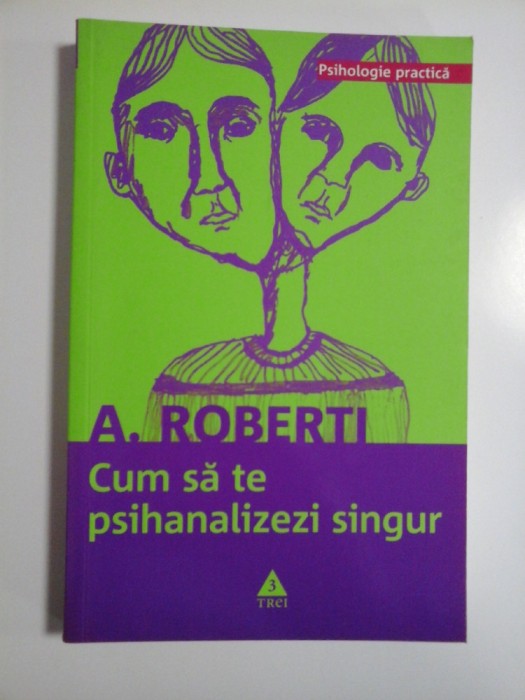 Psihologie practică
A. ROBERTI
Cum să te
psihanalizezi singur
3
TREI